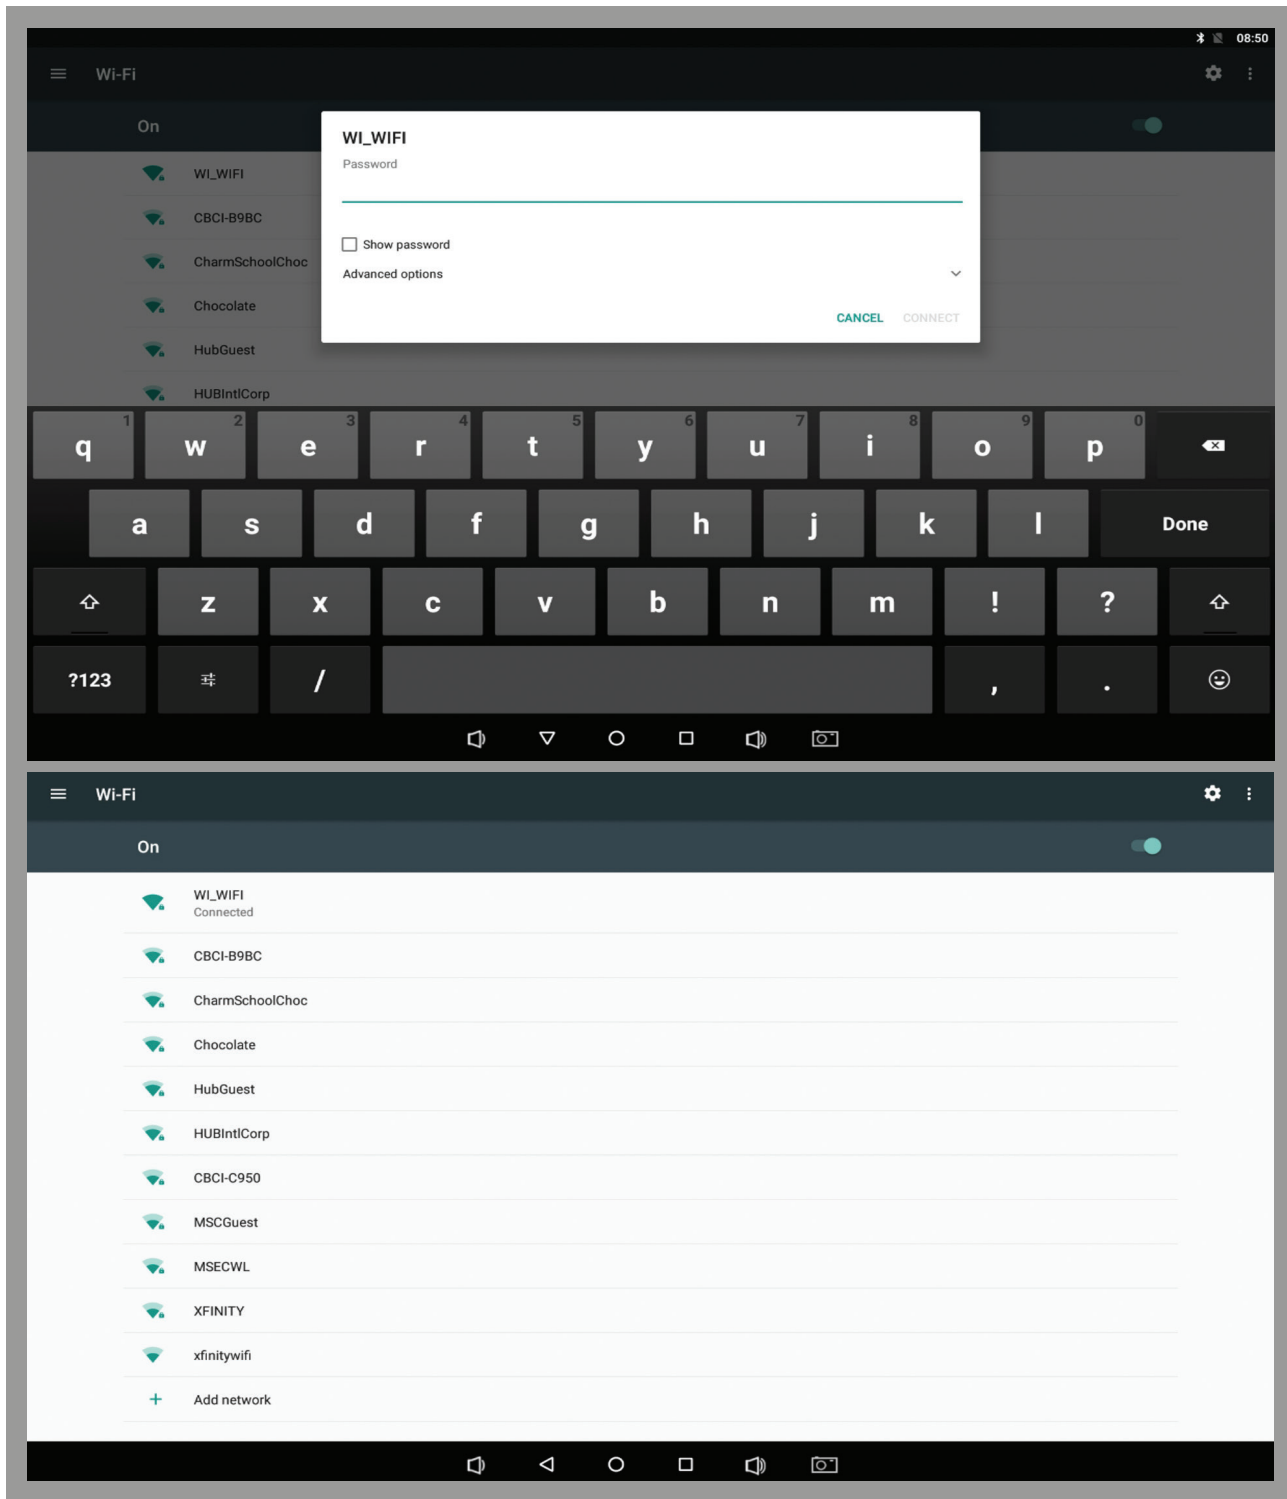 08:50
Wi-Fi
On
WI_WIFI
Password
Show password
Advanced options
CANCEL CONNECT
WI_WIFI
CBCI-B9BC
CharmSchoolChoc
Chocolate
HubGuest
HUBIntlCorp
1 2 3 4 5 6 7 8 9 0
q w e r t y u i o p
a s d f g h j k l Done
z x c v b n m ! ?
?123 / , .
Wi-Fi
On
WI_WIFI
Connected
CBCI-B9BC
CharmSchoolChoc
Chocolate
HubGuest
HUBIntlCorp
CBCI-C950
MSCGuest
MSECWL
XFINITY
xfinitywifi
+ Add network